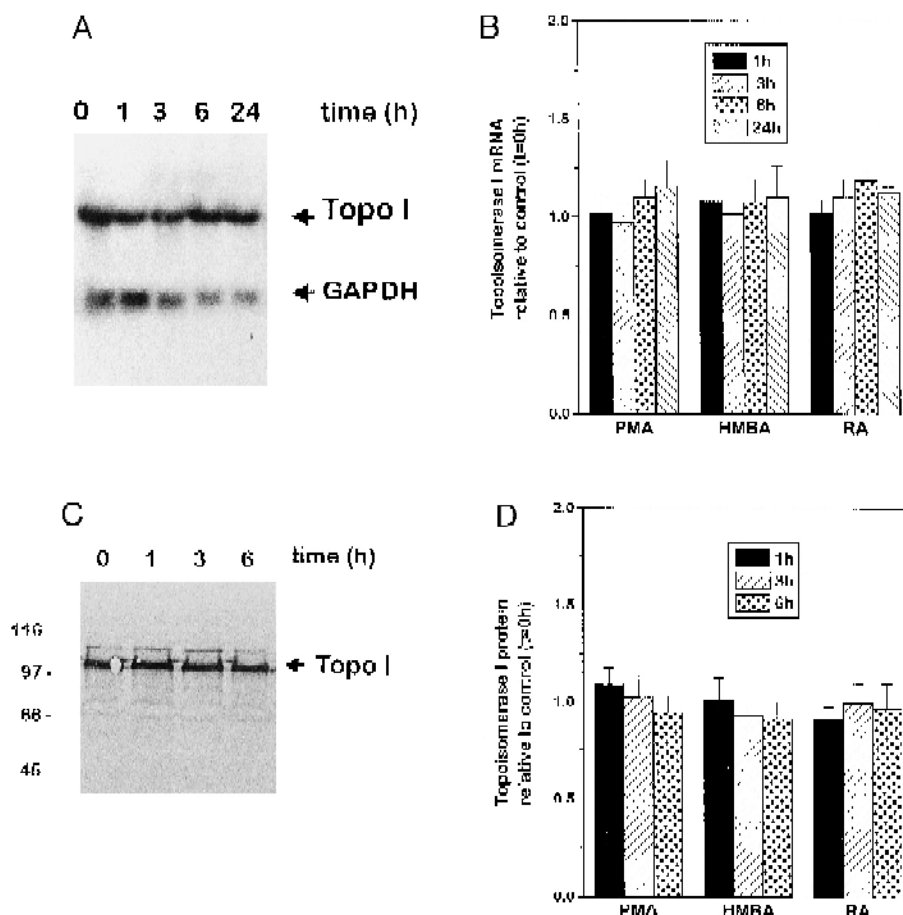 A
0 1 3 6 24 time (h)
Topo I
GAPDH
B
2.0
1.5
1.0
0.5
0.0
1h
3h
6h
24h
Topoisomerase I mRNA
relative to control (t=0h)
PMA HMBA RA
C
0 1 3 6 time (h)
116
97
66
45
Topo I
D
2.0
1.5
1.0
0.5
0.0
1h
3h
6h
Topoisomerase I protein
relative to control (t=0h)
PMA HMBA RA